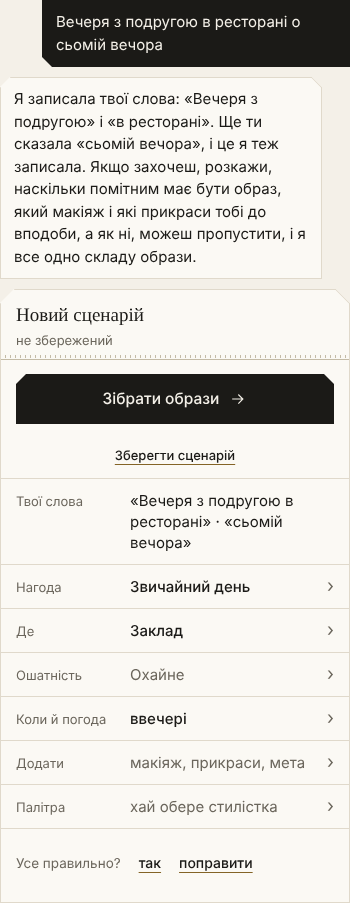 Вечеря з подругою в ресторані о
сьомій вечора
Я записала твої слова: «Вечеря з
подругою» і «в ресторані». Ще ти
сказала «сьомій вечора», і це я теж
записала. Якщо захочеш, розкажи,
наскільки помітним має бути образ,
який макіяж і які прикраси тобі до
вподоби, а як ні, можеш пропустити, і я
все одно складу образи.
Новий сценарій
не збережений
Зібрати образи →
Зберегти сценарій
Твої слова «Вечеря з подругою в
ресторані» · «сьомій
вечора»
Нагода Звичайний день ›
Де Заклад ›
Ошатність Охайне ›
Коли й погода ввечері ›
Додати макіяж, прикраси, мета ›
Палітра хай обере стилістка ›
Усе правильно? так поправити